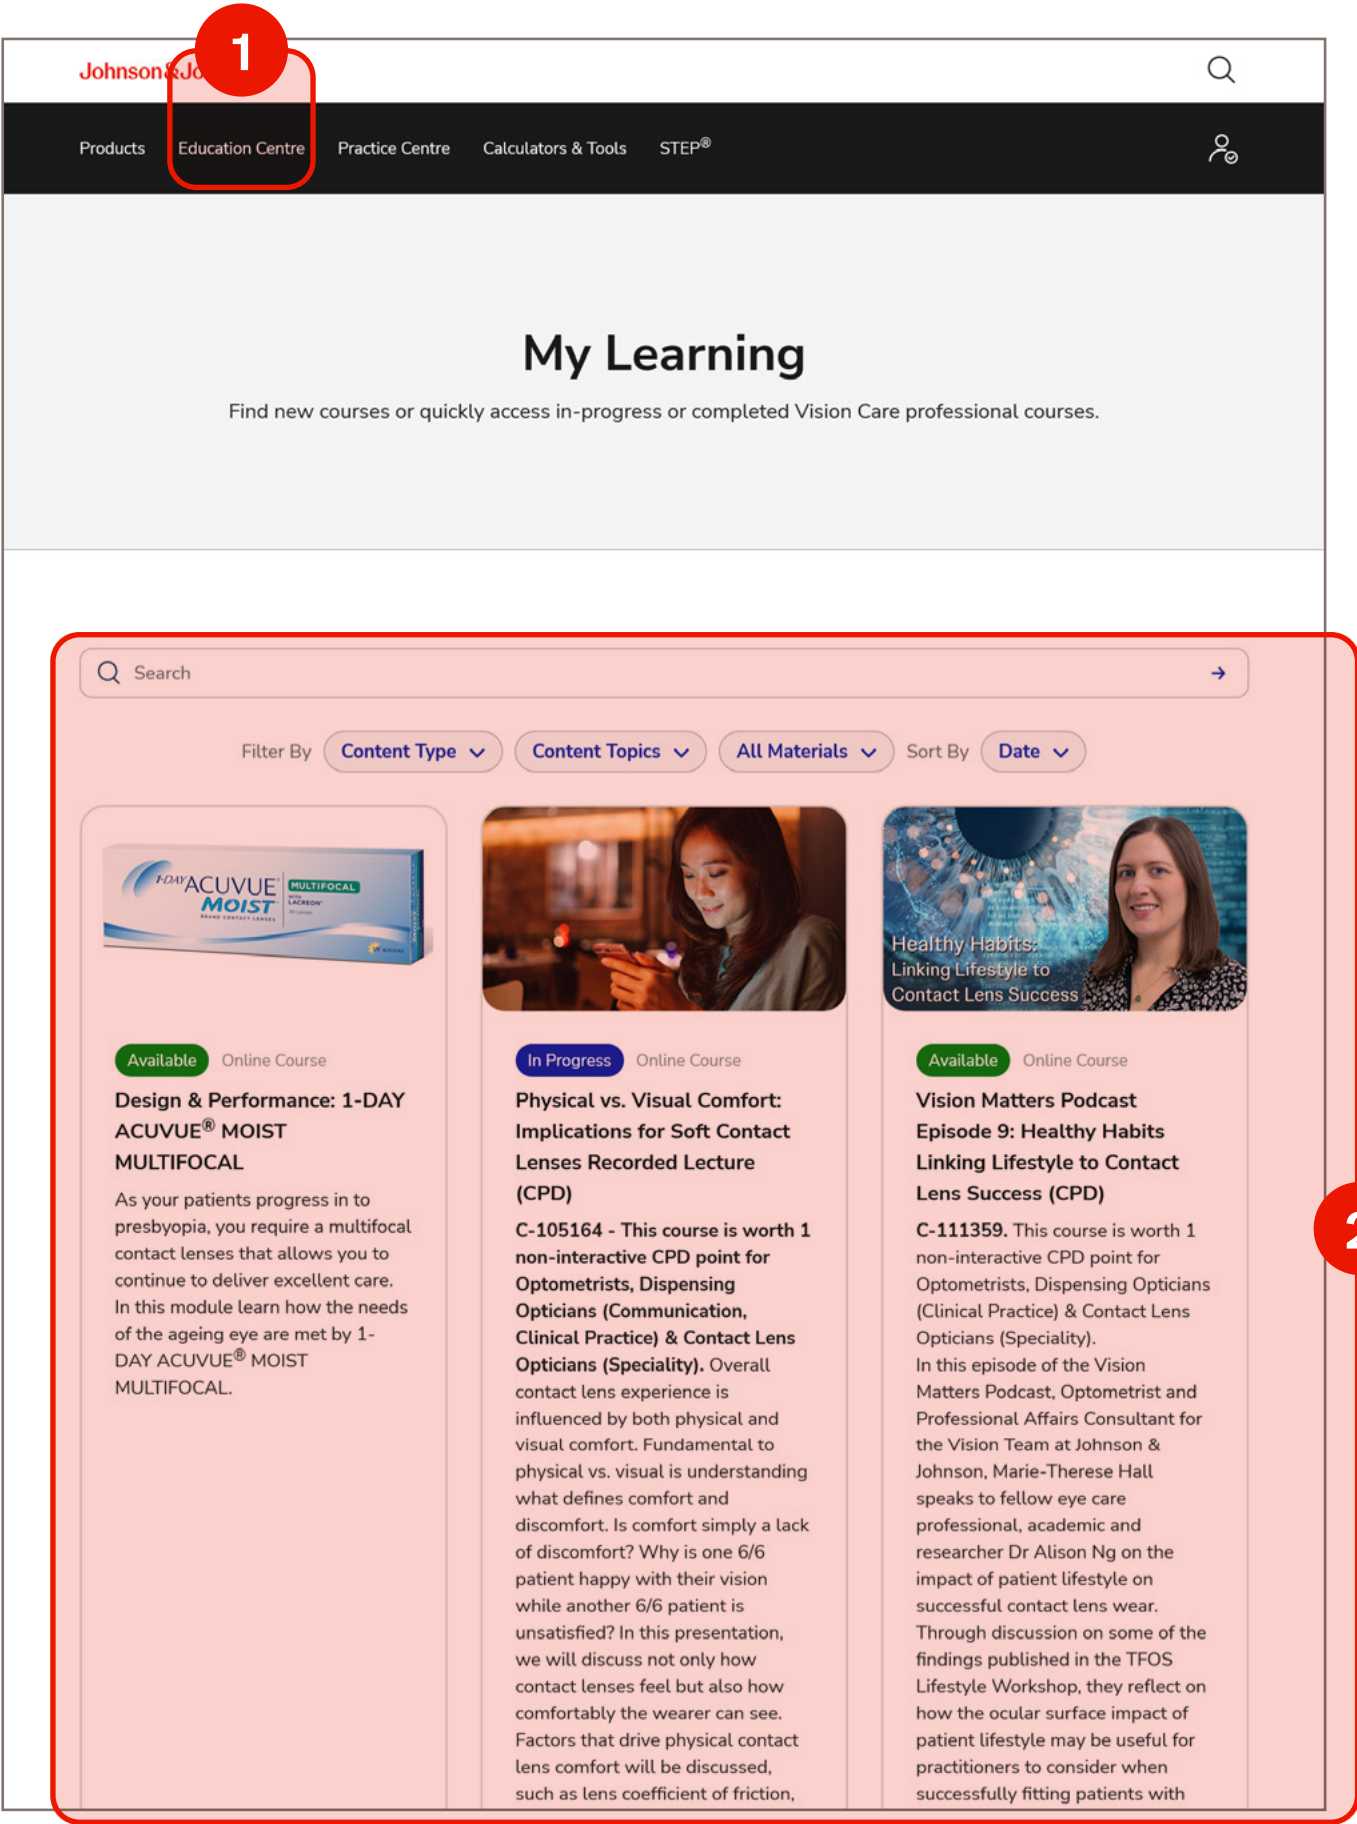 1
Johnson&Jo
Products Education Centre Practice Centre Calculators & Tools STEP®
My Learning
Find new courses or quickly access in-progress or completed Vision Care professional courses.
Search
Filter By Content Type Content Topics All Materials Sort By Date
1-DAY ACUVUE® MULTIFOCAL
MOIST WITH LACREON
BRAND CONTACT LENSES
Healthy Habits:
Linking Lifestyle to
Contact Lens Success
Available Online Course
Design & Performance: 1-DAY
ACUVUE® MOIST
MULTIFOCAL
As your patients progress in to
presbyopia, you require a multifocal
contact lenses that allows you to
continue to deliver excellent care.
In this module learn how the needs
of the ageing eye are met by 1-
DAY ACUVUE® MOIST
MULTIFOCAL.
In Progress Online Course
Physical vs. Visual Comfort:
Implications for Soft Contact
Lenses Recorded Lecture
(CPD)
C-105164 - This course is worth 1
non-interactive CPD point for
Optometrists, Dispensing
Opticians (Communication,
Clinical Practice) & Contact Lens
Opticians (Speciality). Overall
contact lens experience is
influenced by both physical and
visual comfort. Fundamental to
physical vs. visual is understanding
what defines comfort and
discomfort. Is comfort simply a lack
of discomfort? Why is one 6/6
patient happy with their vision
while another 6/6 patient is
unsatisfied? In this presentation,
we will discuss not only how
contact lenses feel but also how
comfortably the wearer can see.
Factors that drive physical contact
lens comfort will be discussed,
such as lens coefficient of friction,
Available Online Course
Vision Matters Podcast
Episode 9: Healthy Habits
Linking Lifestyle to Contact
Lens Success (CPD)
C-111359. This course is worth 1
non-interactive CPD point for
Optometrists, Dispensing Opticians
(Clinical Practice) & Contact Lens
Opticians (Speciality).
In this episode of the Vision
Matters Podcast, Optometrist and
Professional Affairs Consultant for
the Vision Team at Johnson &
Johnson, Marie-Therese Hall
speaks to fellow eye care
professional, academic and
researcher Dr Alison Ng on the
impact of patient lifestyle on
successful contact lens wear.
Through discussion on some of the
findings published in the TFOS
Lifestyle Workshop, they reflect on
how the ocular surface impact of
patient lifestyle may be useful for
practitioners to consider when
successfully fitting patients with
2